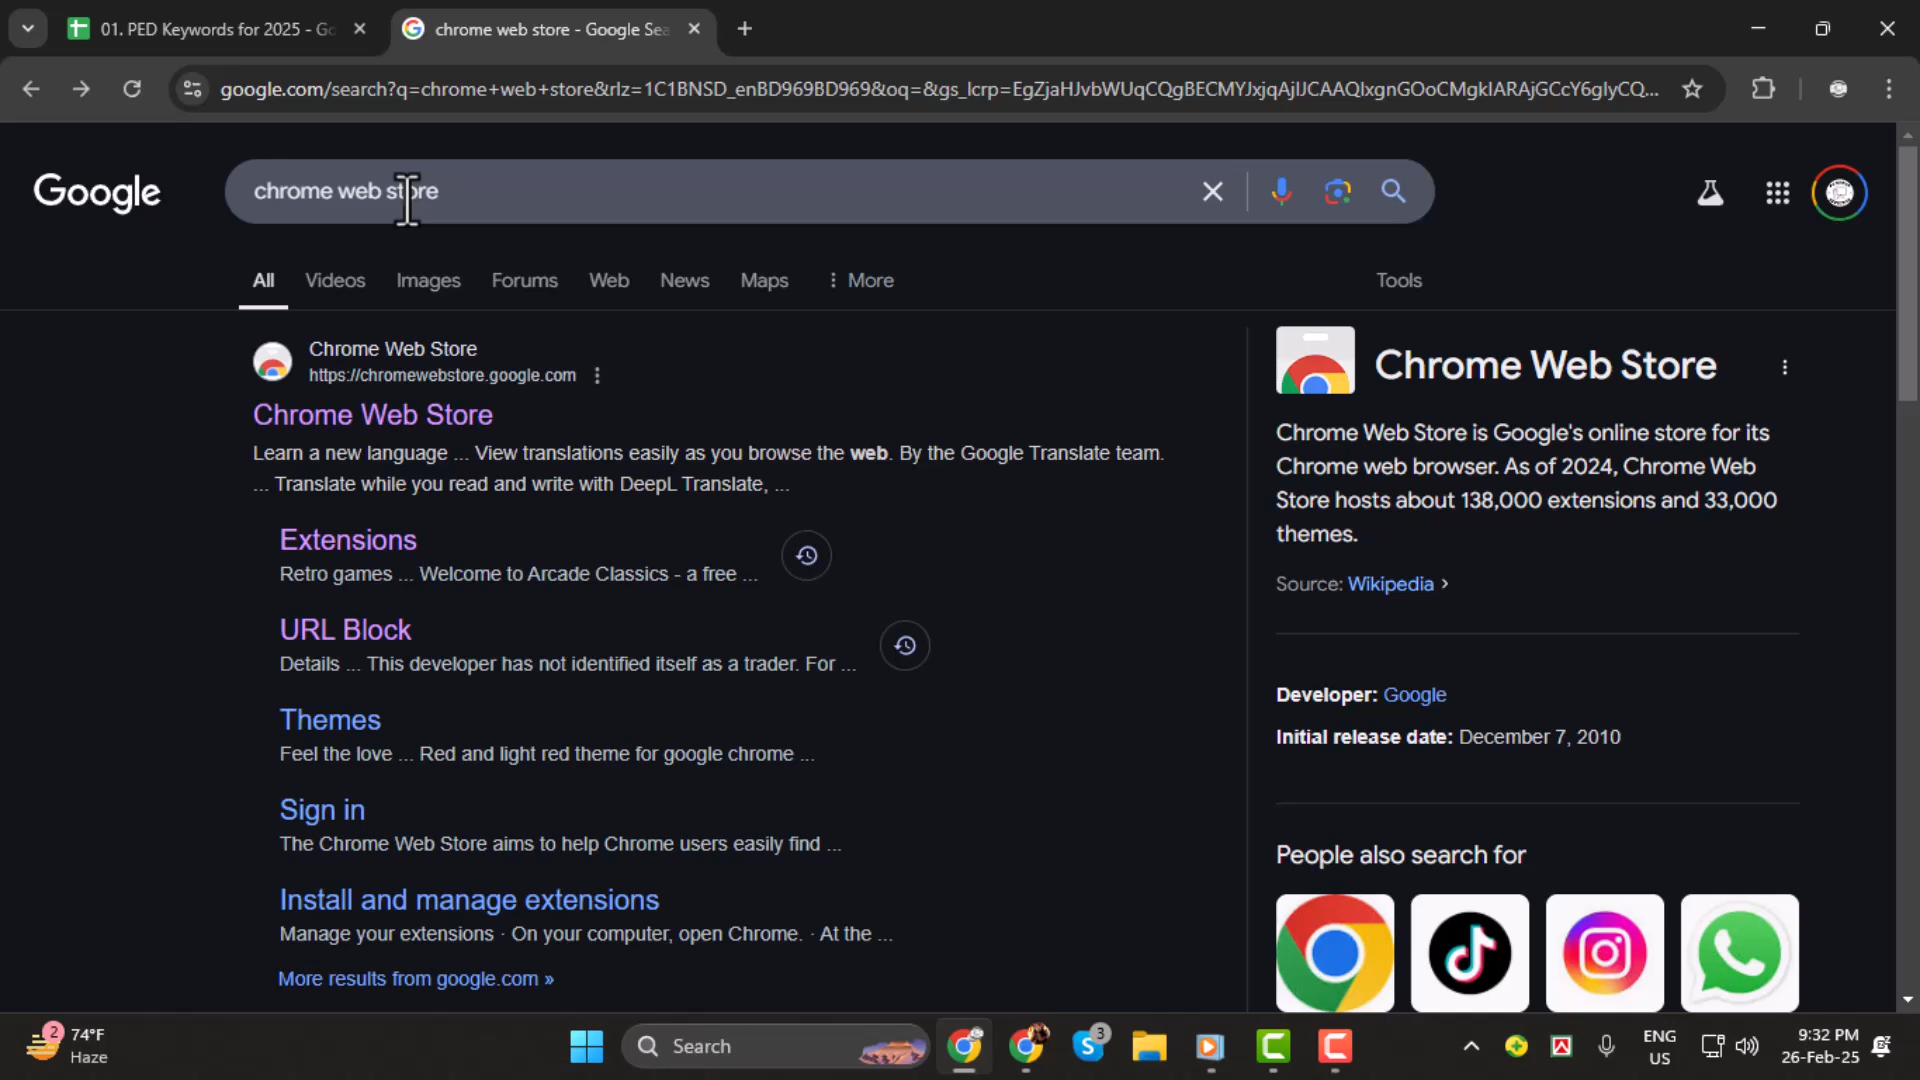 01. PED Keywords for 2025 - Go
chrome web store - Google Sea
google.com/search?q=chrome+web+store&rlz=1C1BNSD_enBD969BD969&oq=&gs_lcrp=EgZjaHJvbWUqCQgBECMYJxjqAjIJCAAQIxgnGOoCMgkIARAjGCcY6gIyCQ...
Google
chrome web store
All
Videos
Images
Forums
Web
News
Maps
More
Tools
Chrome Web Store
https://chromewebstore.google.com
Chrome Web Store
Learn a new language ... View translations easily as you browse the web. By the Google Translate team.
... Translate while you read and write with DeepL Translate, ...
Extensions
Retro games ... Welcome to Arcade Classics - a free ...
URL Block
Details ... This developer has not identified itself as a trader. For ...
Themes
Feel the love ... Red and light red theme for google chrome ...
Sign in
The Chrome Web Store aims to help Chrome users easily find ...
Install and manage extensions
Manage your extensions · On your computer, open Chrome. · At the ...
More results from google.com »
Chrome Web Store
Chrome Web Store is Google's online store for its
Chrome web browser. As of 2024, Chrome Web
Store hosts about 138,000 extensions and 33,000
themes.
Source: Wikipedia ›
Developer: Google
Initial release date: December 7, 2010
People also search for
2
74°F
Haze
Search
3
ENG
US
9:32 PM
26-Feb-25